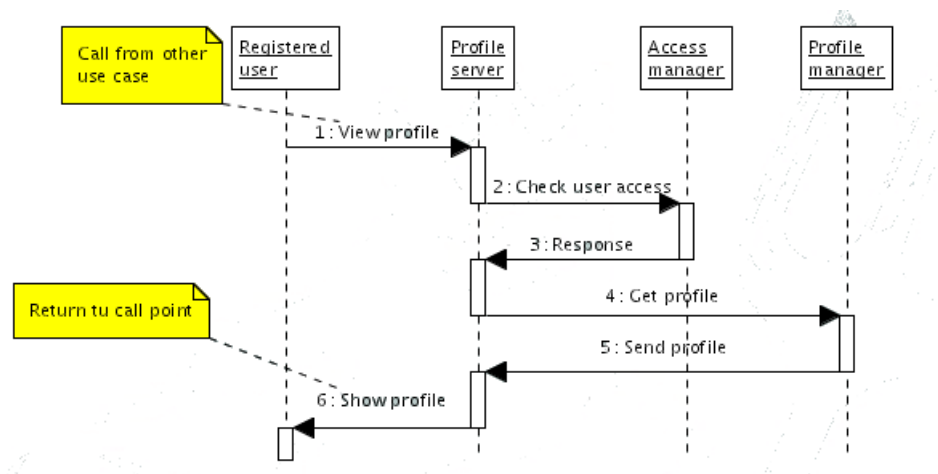 Call from other
use case
Registered
user
Profile
server
Access
manager
Profile
manager
1 : View profile
2 : Check user access
3 : Response
4 : Get profile
Return tu call point
5 : Send profile
6 : Show profile